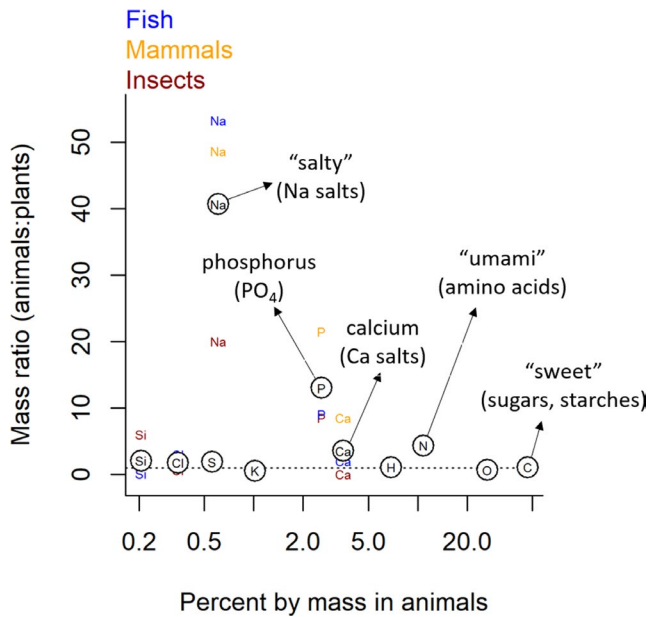 Fish
Mammals
Insects
Mass ratio (animals:plants)
50
40
30
20
10
0
Na
Na
Na
Na
“salty”
(Na salts)
phosphorus
(PO4)
“umami”
(amino acids)
calcium
(Ca salts)
“sweet”
(sugars, starches)
P
P
P
Ca
Ca
Ca
Ca
Si
Si
Si
Cl
S
K
H
N
O
C
0.2 0.5 2.0 5.0 20.0
Percent by mass in animals